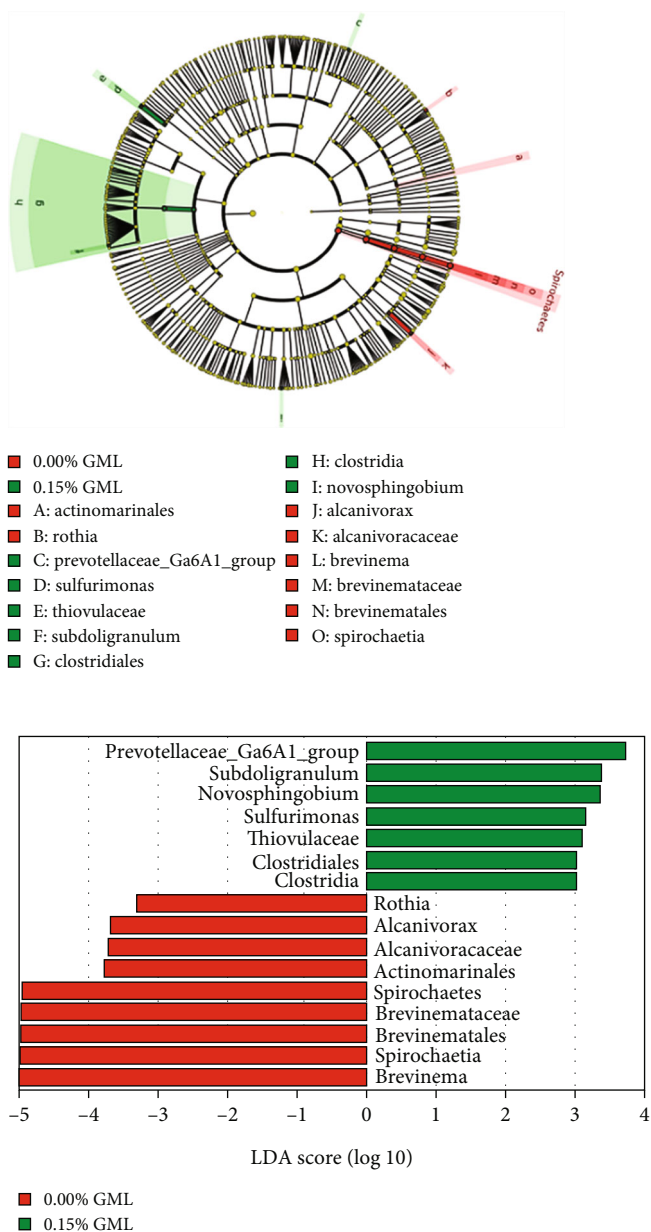 c
b
a
d
e
g
h
f
i
o
n
m
l
Spirochaetes
j
k
0.00% GML
0.15% GML
A: actinomarinales
B: rothia
C: prevotellaceae_Ga6A1_group
D: sulfurimonas
E: thiovulaceae
F: subdoligranulum
G: clostridiales
H: clostridia
I: novosphingobium
J: alcanivorax
K: alcanivoracaceae
L: brevinema
M: brevinemataceae
N: brevinematales
O: spirochaetia
Prevotellaceae_Ga6A1_group
Subdoligranulum
Novosphingobium
Sulfurimonas
Thiovulaceae
Clostridiales
Clostridia
Rothia
Alcanivorax
Alcanivoracaceae
Actinomarinales
Spirochaetes
Brevinemataceae
Brevinematales
Spirochaetia
Brevinema
–5 –4 –3 –2 –1 0 1 2 3 4 5
LDA score (log 10)
0.00% GML
0.15% GML